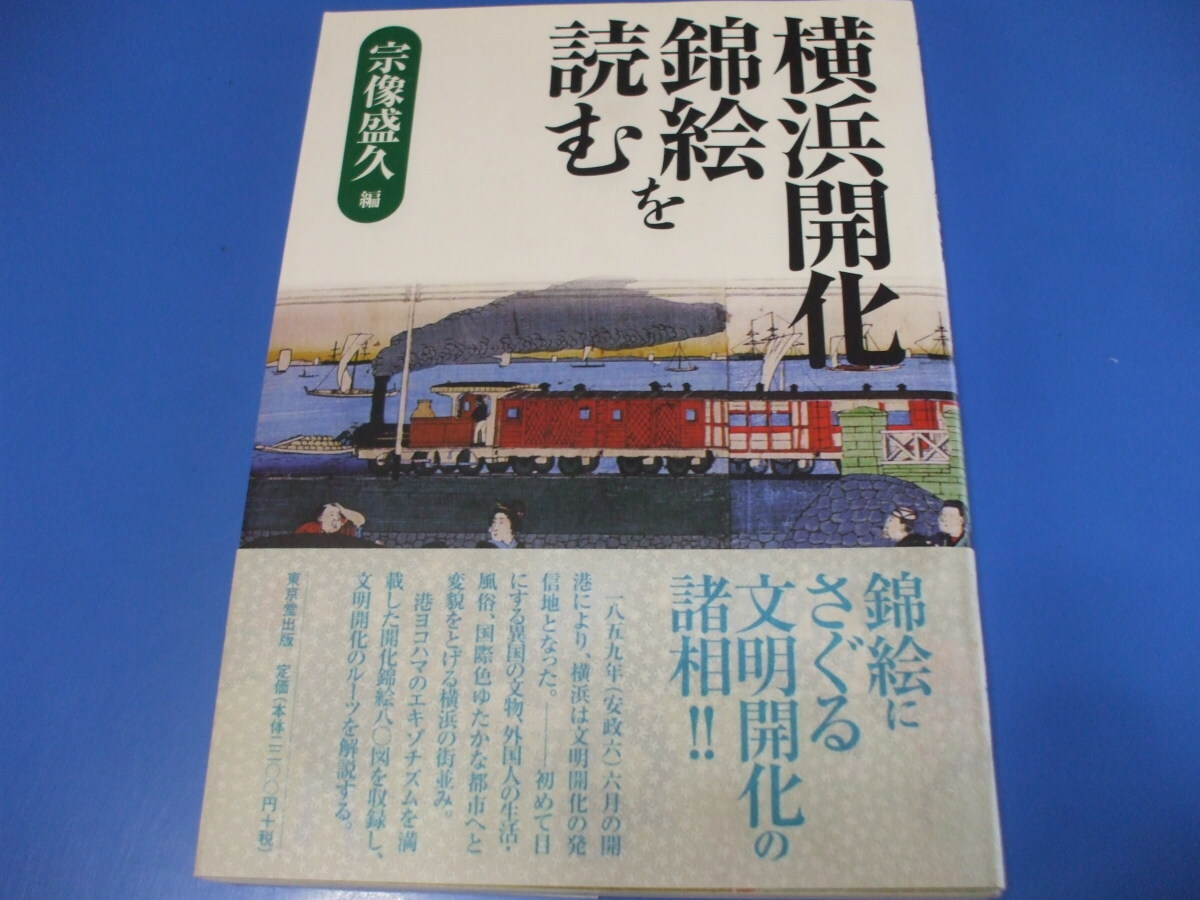 横浜開化
錦絵を
読む
宗像盛久 編
錦絵に
さぐる
文明開化の
諸相!!
一八五九年(安政六)六月の開
港により、横浜は文明開化の発
信地となった。――初めて目
にする異国の文物、外国人の生活・
風俗、国際色ゆたかな都市へと
変貌をとげる横浜の街並み。
港ヨコハマのエキゾチズムを満
載した開化錦絵八〇図を収録し、
文明開化のルーツを解説する。
東京堂出版 定価(本体二二〇〇円+税)